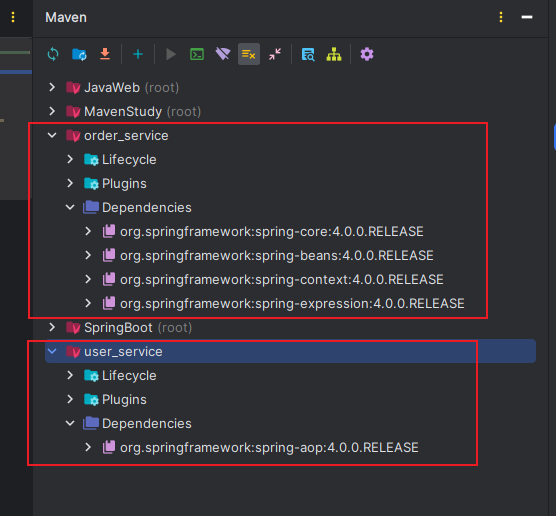 Maven
JavaWeb (root)
MavenStudy (root)
order_service
Lifecycle
Plugins
Dependencies
org.springframework:spring-core:4.0.0.RELEASE
org.springframework:spring-beans:4.0.0.RELEASE
org.springframework:spring-context:4.0.0.RELEASE
org.springframework:spring-expression:4.0.0.RELEASE
SpringBoot (root)
user_service
Lifecycle
Plugins
Dependencies
org.springframework:spring-aop:4.0.0.RELEASE